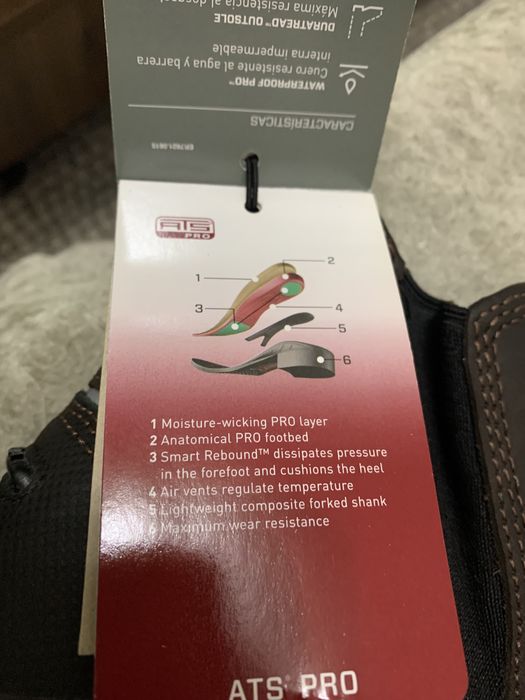 Máxima resistencia al
DURATREAD™ OUTSOLE
interna impermeable
Cuero resistente al agua y barrera
WATERPROOF PRO™
CARACTERÍSTICAS
ATS
PRO
2
1
3
4
5
6
1 Moisture-wicking PRO layer
2 Anatomical PRO footbed
3 Smart Rebound™ dissipates pressure
in the forefoot and cushions the heel
4 Air vents regulate temperature
5 Lightweight composite forked shank
6 Maximum wear resistance
ATS® PRO